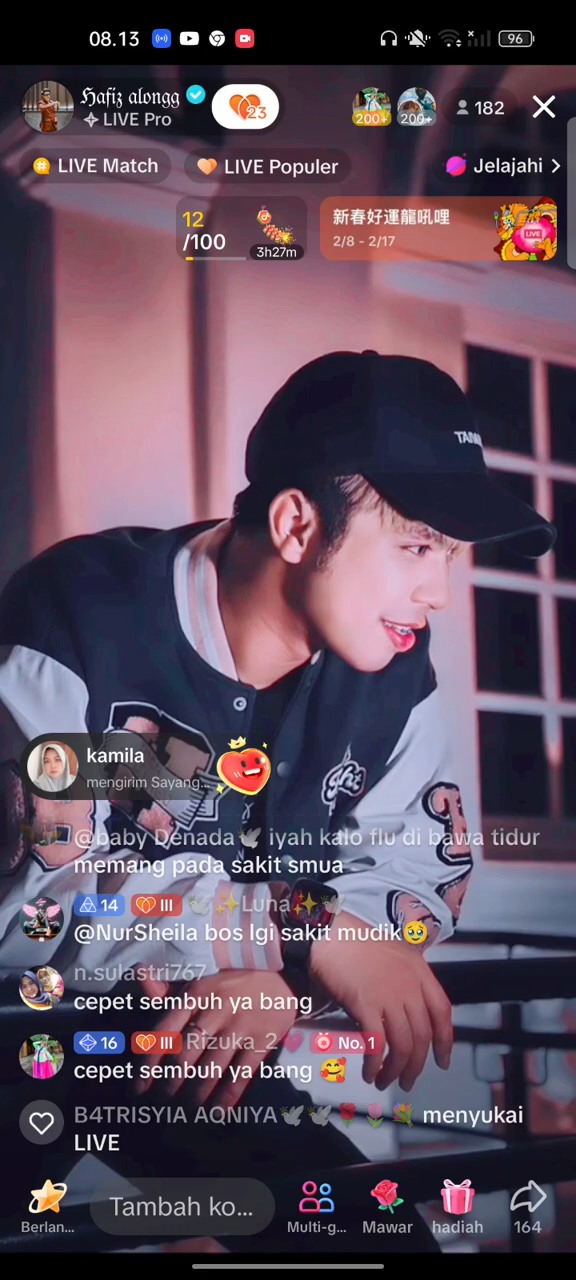 08.13
96
Hafiz alongg
LIVE Pro
23
200+
200+
182
LIVE Match
LIVE Populer
Jelajahi
12
/100
3h27m
新春好運龍吼哩
2/8 - 2/17
LIVE
kamila
mengirim Sayang...
@baby Denada🕊 iyah kalo flu di bawa tidur
memang pada sakit smua
14 III 🕊✨Luna✨🕊
@NurSheila bos lgi sakit mudik🥹
n.sulastri767
cepet sembuh ya bang
16 III Rizuka_2🩷 No. 1
cepet sembuh ya bang 🥰
B4TRISYIA AQNIYA🕊🕊🌹🌷💐 menyukai
LIVE
Berlan...
Tambah ko...
Multi-g...
Mawar
hadiah
164